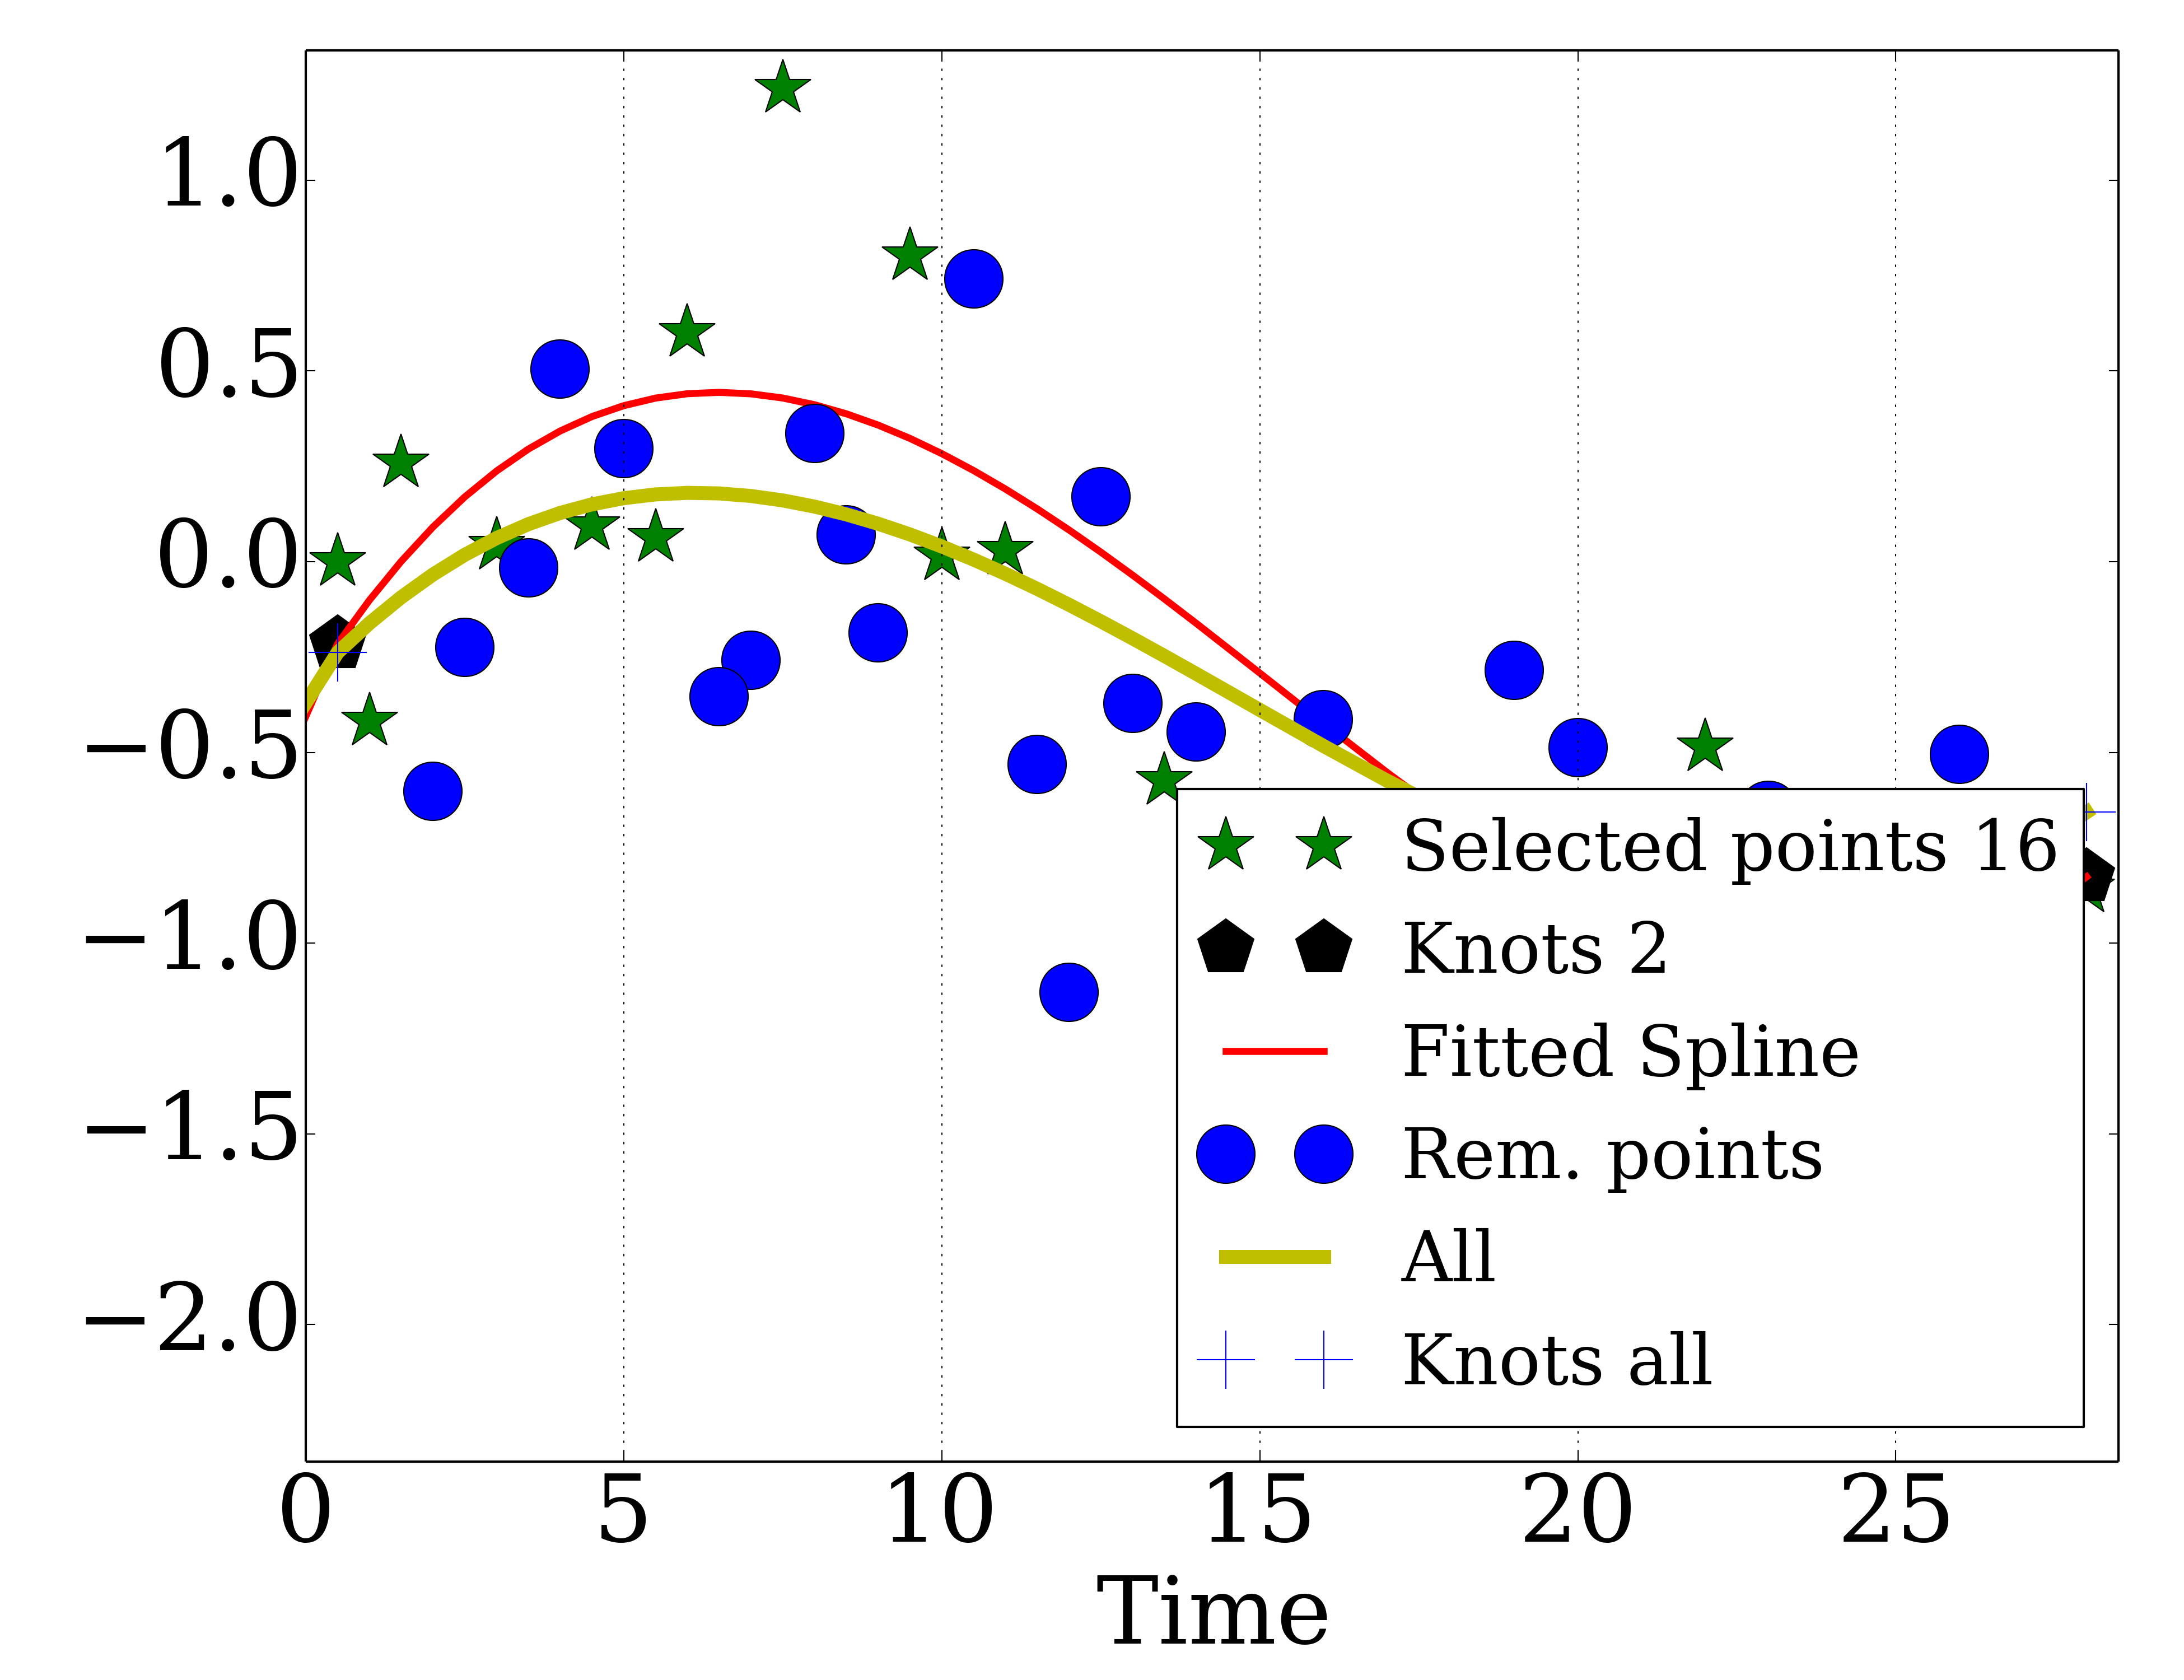 1.0
0.5
0.0
−0.5
−1.0
−1.5
−2.0
Selected points 16
Knots 2
Fitted Spline
Rem. points
All
Knots all
0 5 10 15 20 25
Time